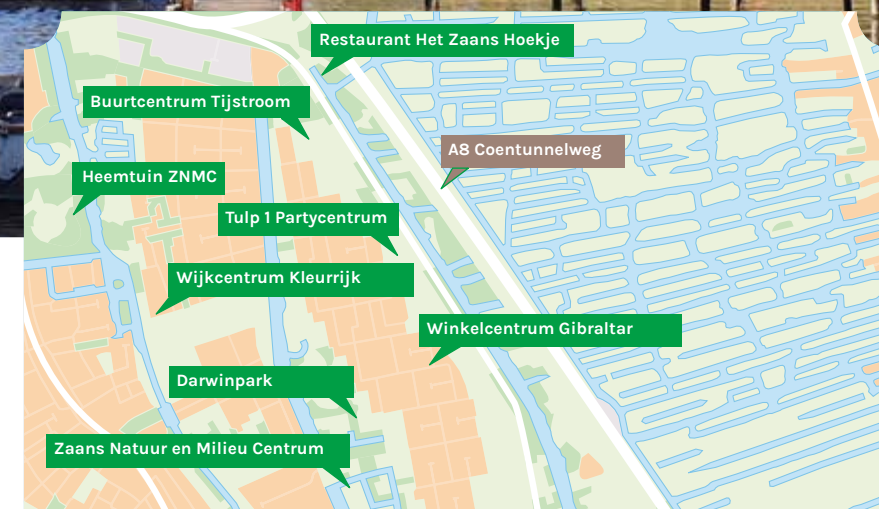 Restaurant Het Zaans Hoekje
Buurtcentrum Tijstroom
A8 Coentunnelweg
Heemtuin ZNMC
Tulp 1 Partycentrum
Wijkcentrum Kleurrijk
Winkelcentrum Gibraltar
Darwinpark
Zaans Natuur en Milieu Centrum